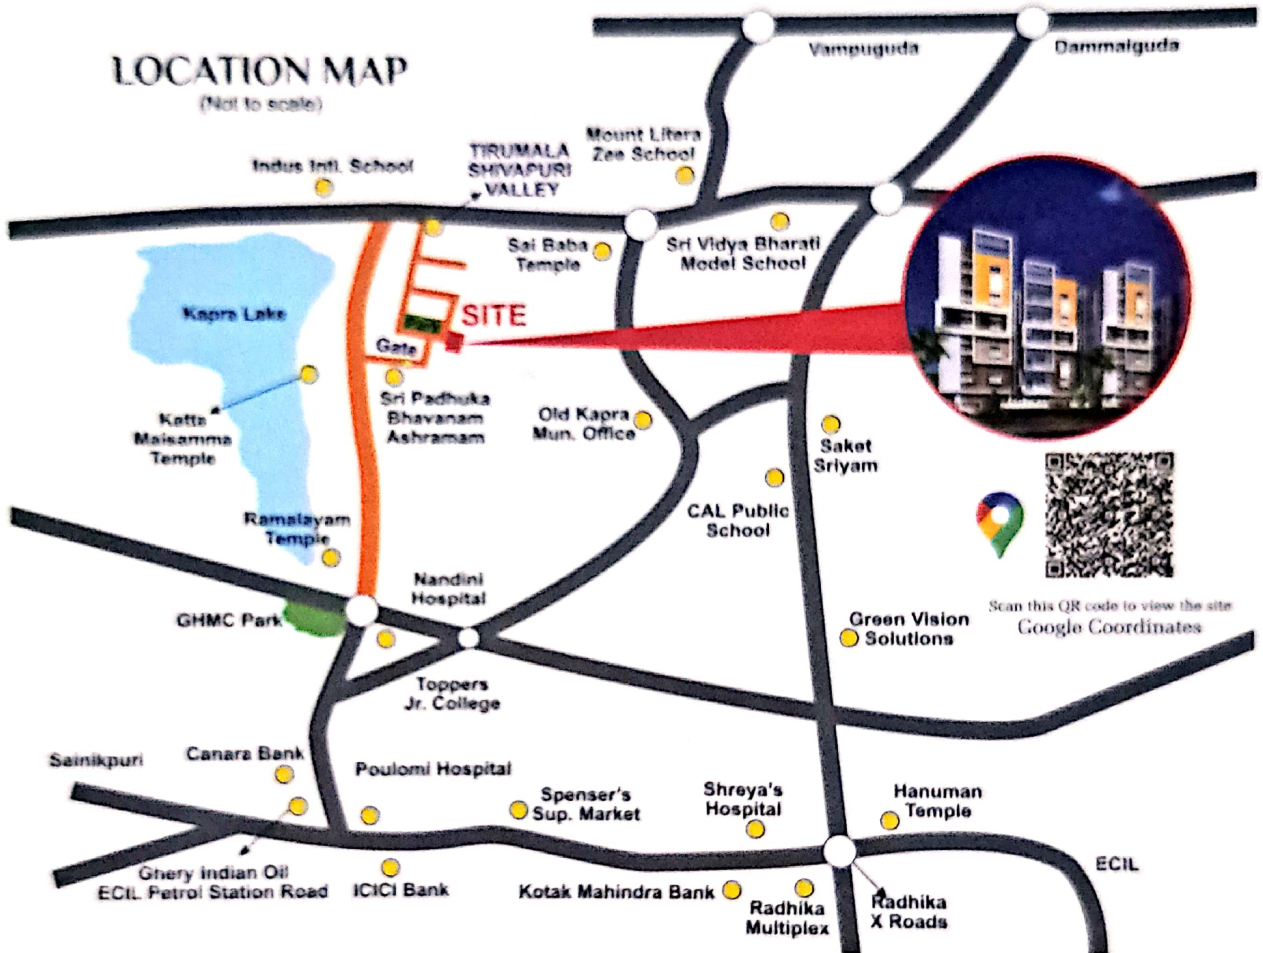 LOCATION MAP
(Not to scale)
Vampuguda
Dammaiguda
Mount Litera
Zee School
TIRUMALA
SHIVAPURI
VALLEY
Indus Intl. School
Sai Baba
Temple
Sri Vidya Bharati
Model School
Kapra Lake
SITE
Gate
Sri Padhuka
Bhavanam
Ashramam
Katta
Maisamma
Temple
Old Kapra
Mun. Office
Saket
Sriyam
CAL Public
School
Ramalayam
Temple
Nandini
Hospital
GHMC Park
Scan this QR code to view the site
Google Coordinates
Green Vision
Solutions
Toppers
Jr. College
Sainikpuri
Canara Bank
Poulomi Hospital
Spenser's
Sup. Market
Shreya's
Hospital
Hanuman
Temple
ECIL
Ghery Indian Oil
ECIL Petrol Station Road
ICICI Bank
Kotak Mahindra Bank
Radhika
Multiplex
Radhika
X Roads